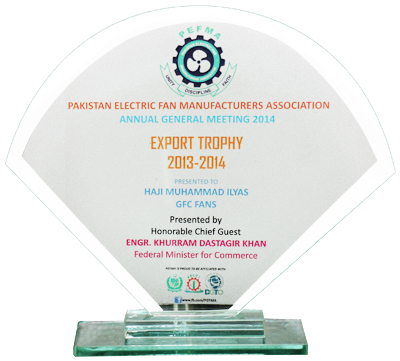 PEFMA
UNITY DISCIPLINE FAITH
PAKISTAN ELECTRIC FAN MANUFACTURERS ASSOCIATION
ANNUAL GENERAL MEETING 2014
EXPORT TROPHY
2013-2014
PRESENTED TO
HAJI MUHAMMAD ILYAS
GFC FANS
Presented by
Honorable Chief Guest
ENGR. KHURRAM DASTAGIR KHAN
Federal Minister for Commerce
PEFMA IS PROUD TO BE AFFILIATED WITH
DGTO
www.fb.com/PEFMA